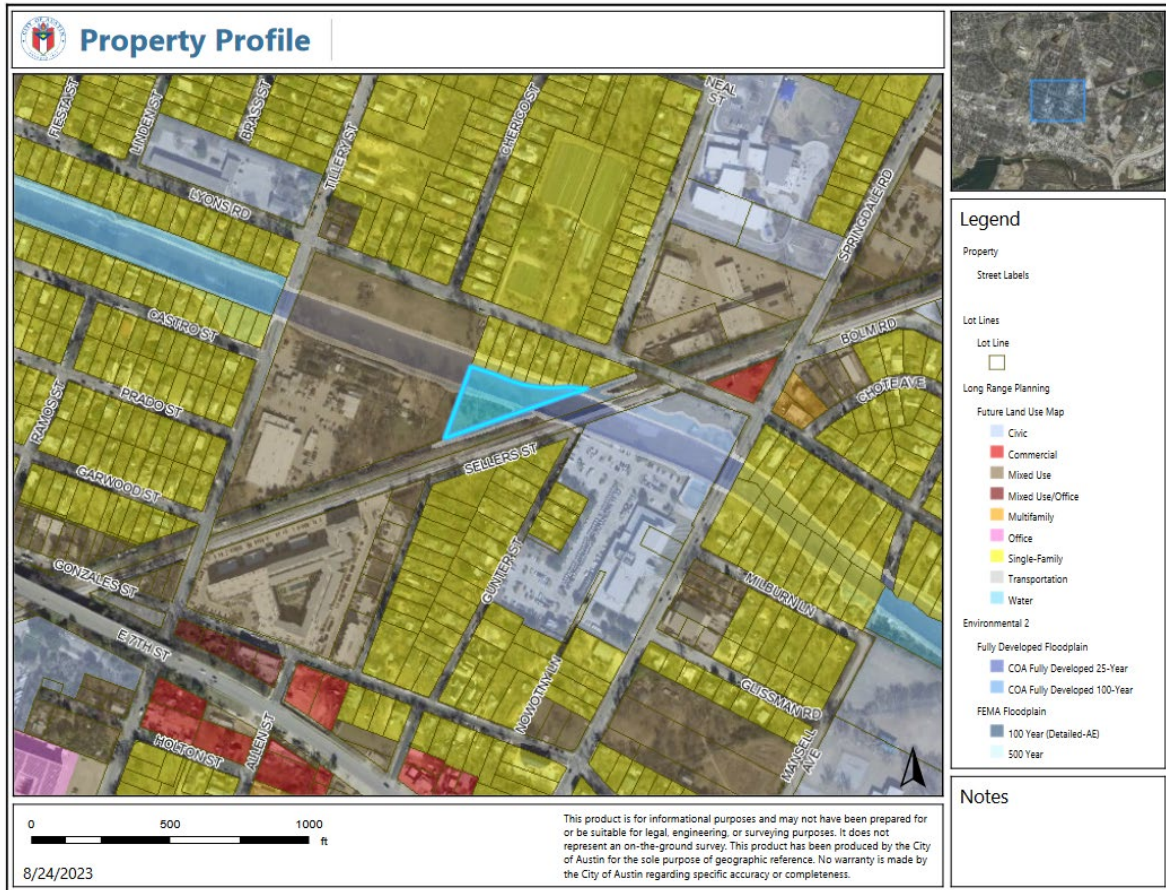 CITY OF AUSTIN
Property Profile
NEAL
ST
FIESTA ST
LINDEN ST
BRASS ST
TILLERY ST
CHERICO ST
SPRINGDALE RD
LYONS RD
BOLM RD
CASTRO ST
CHOTE AVE
PRADO ST
RAMOS ST
SELLERS ST
GARWOOD ST
GUNTER ST
GONZALES ST
MILBURN LN
E 7TH ST
NOWOTNY LN
GLISSMAN RD
ALLEN ST
HOLTON ST
MANSELL
AVE
Legend
Property
Street Labels
Lot Lines
Lot Line
Long Range Planning
Future Land Use Map
Civic
Commercial
Mixed Use
Mixed Use/Office
Multifamily
Office
Single-Family
Transportation
Water
Environmental 2
Fully Developed Floodplain
COA Fully Developed 25-Year
COA Fully Developed 100-Year
FEMA Floodplain
100 Year (Detailed-AE)
500 Year
Notes
0 500 1000
ft
8/24/2023
This product is for informational purposes and may not have been prepared for
or be suitable for legal, engineering, or surveying purposes. It does not
represent an on-the-ground survey. This product has been produced by the City
of Austin for the sole purpose of geographic reference. No warranty is made by
the City of Austin regarding specific accuracy or completeness.